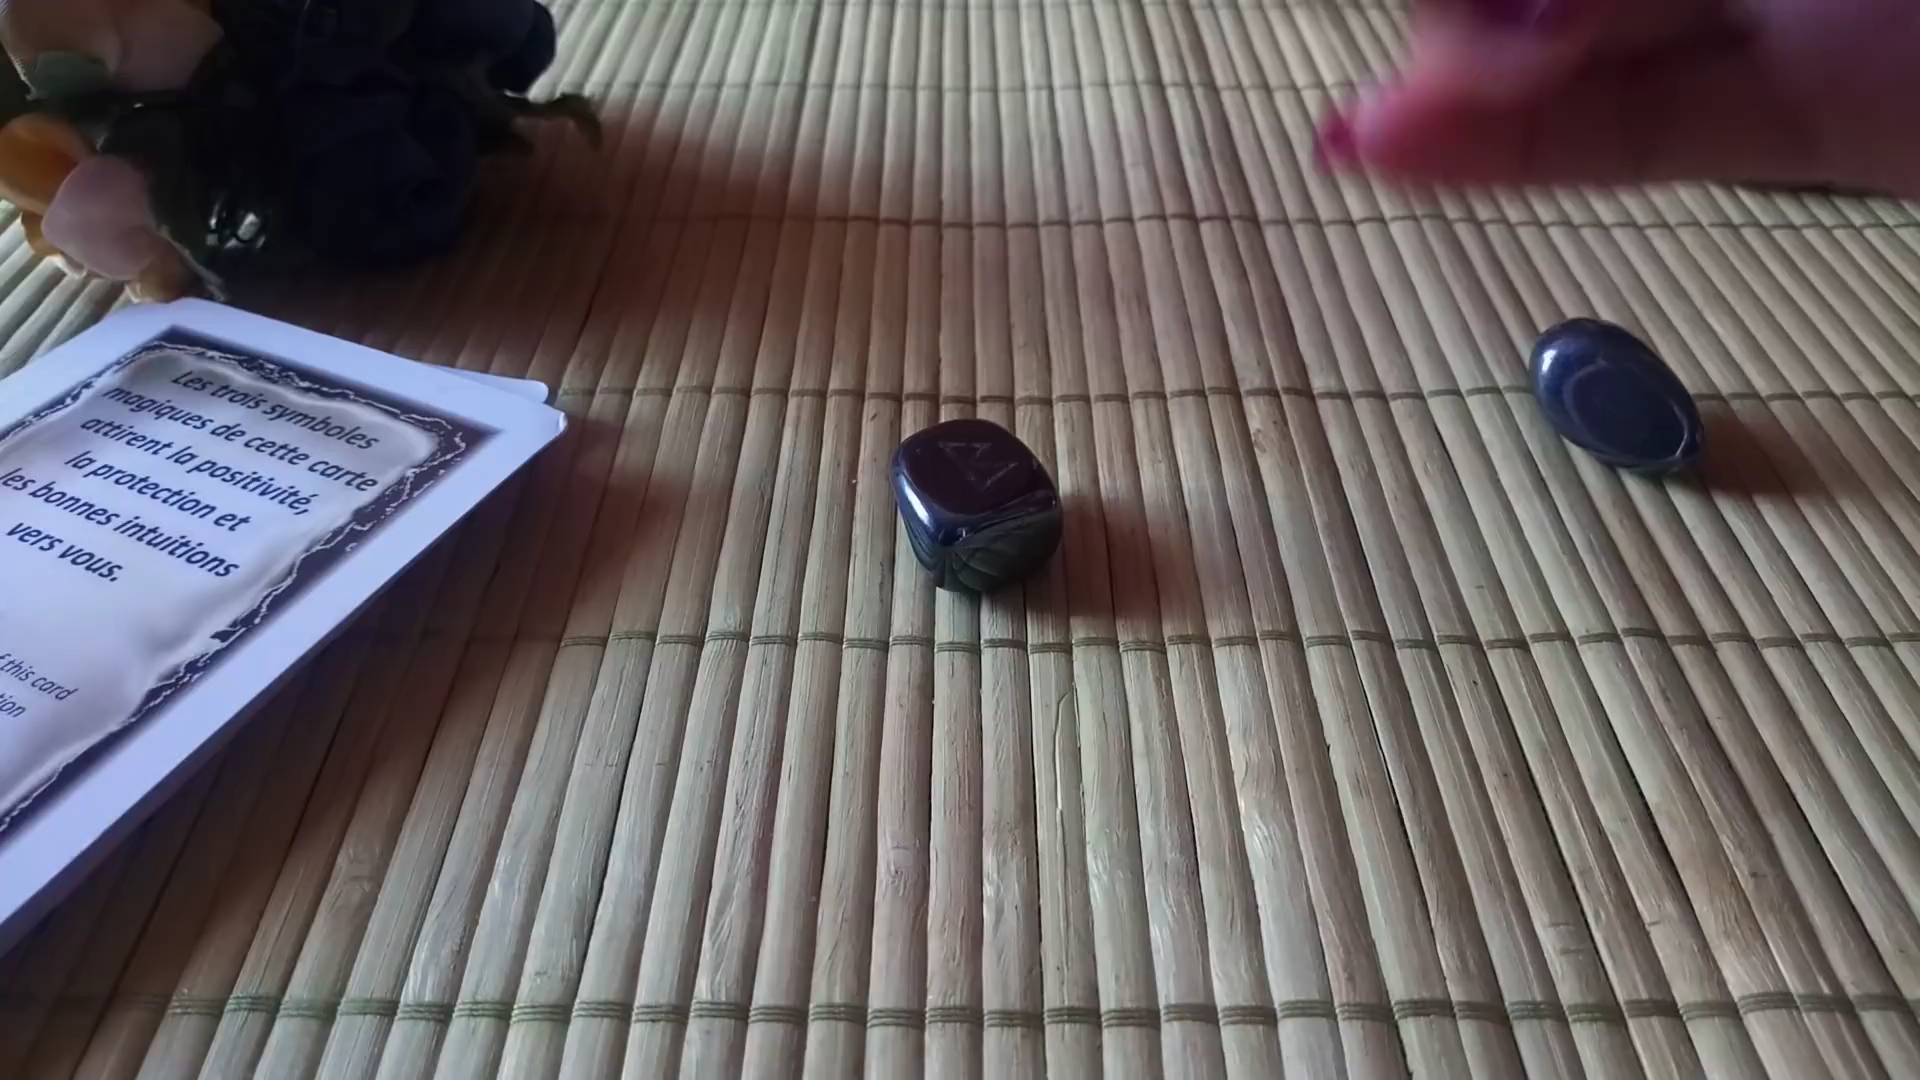 Les trois symboles
magiques de cette carte
attirent la positivité,
la protection et
les bonnes intuitions
vers vous.
this card